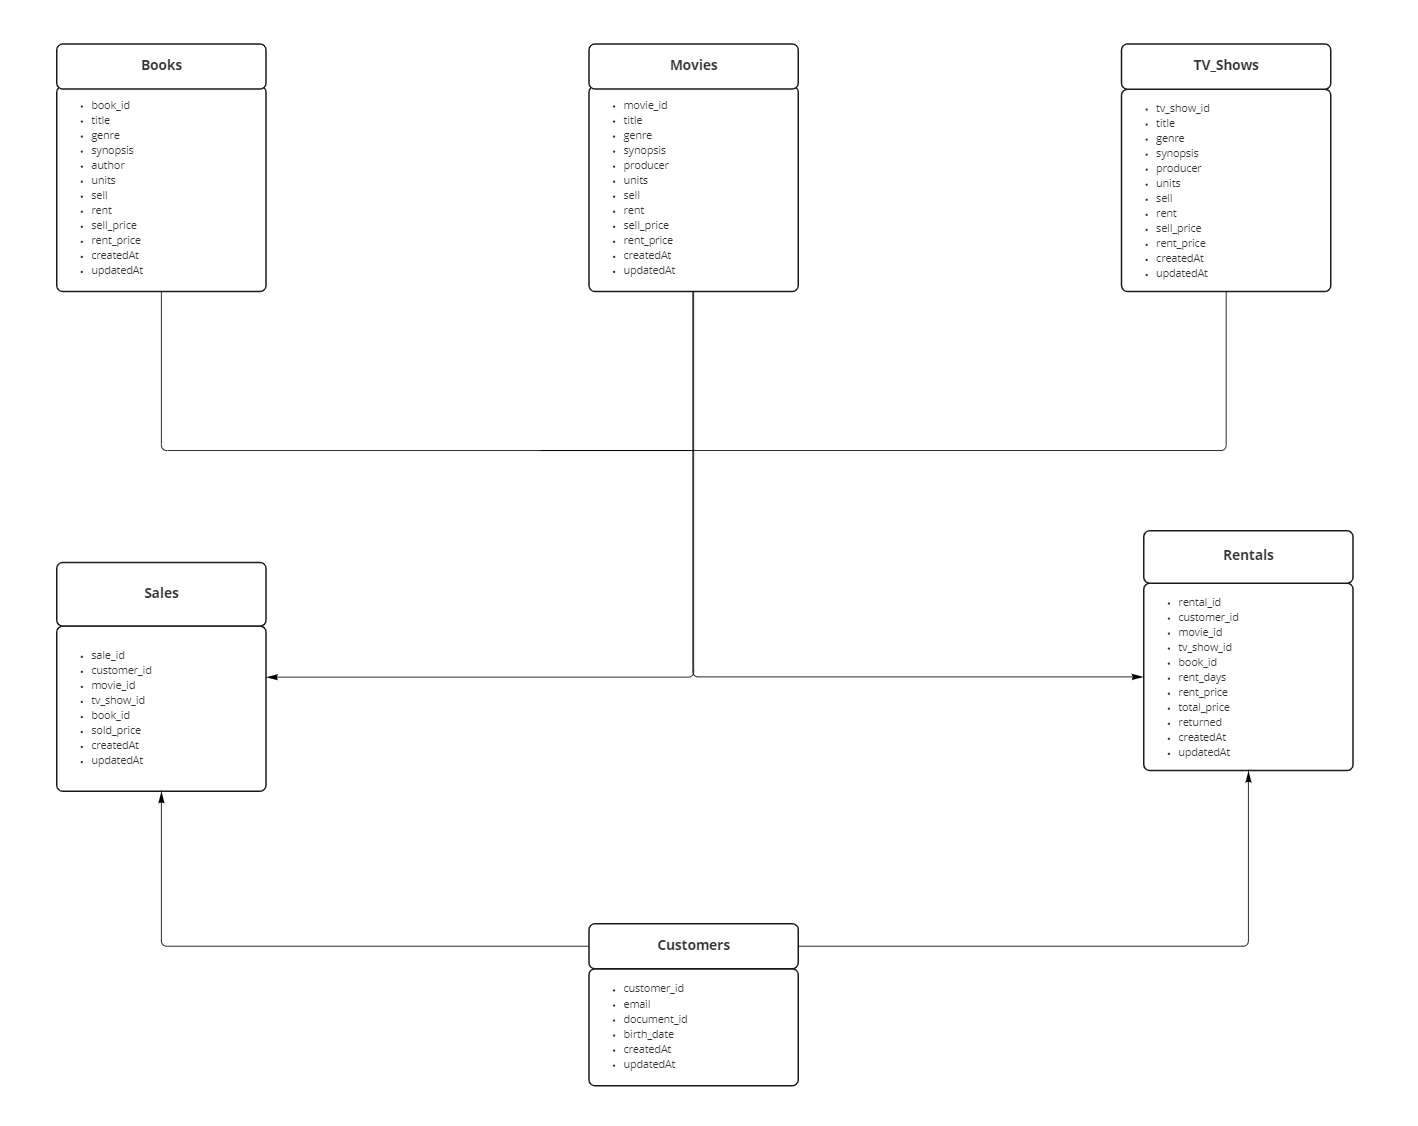 Books
book_id
title
genre
synopsis
author
units
sell
rent
sell_price
rent_price
createdAt
updatedAt
Movies
movie_id
title
genre
synopsis
producer
units
sell
rent
sell_price
rent_price
createdAt
updatedAt
TV_Shows
tv_show_id
title
genre
synopsis
producer
units
sell
rent
sell_price
rent_price
createdAt
updatedAt
Sales
sale_id
customer_id
movie_id
tv_show_id
book_id
sold_price
createdAt
updatedAt
Rentals
rental_id
customer_id
movie_id
tv_show_id
book_id
rent_days
rent_price
total_price
returned
createdAt
updatedAt
Customers
customer_id
email
document_id
birth_date
createdAt
updatedAt